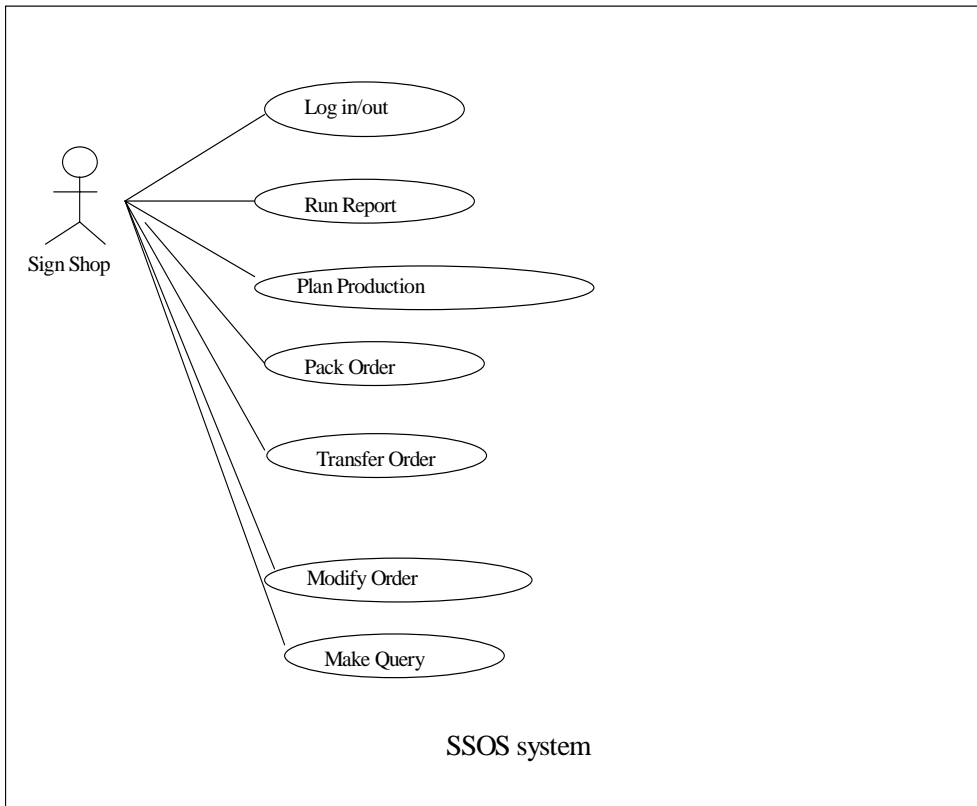 Log in/out
Run Report
Sign Shop
Plan Production
Pack Order
Transfer Order
Modify Order
Make Query
SSOS system